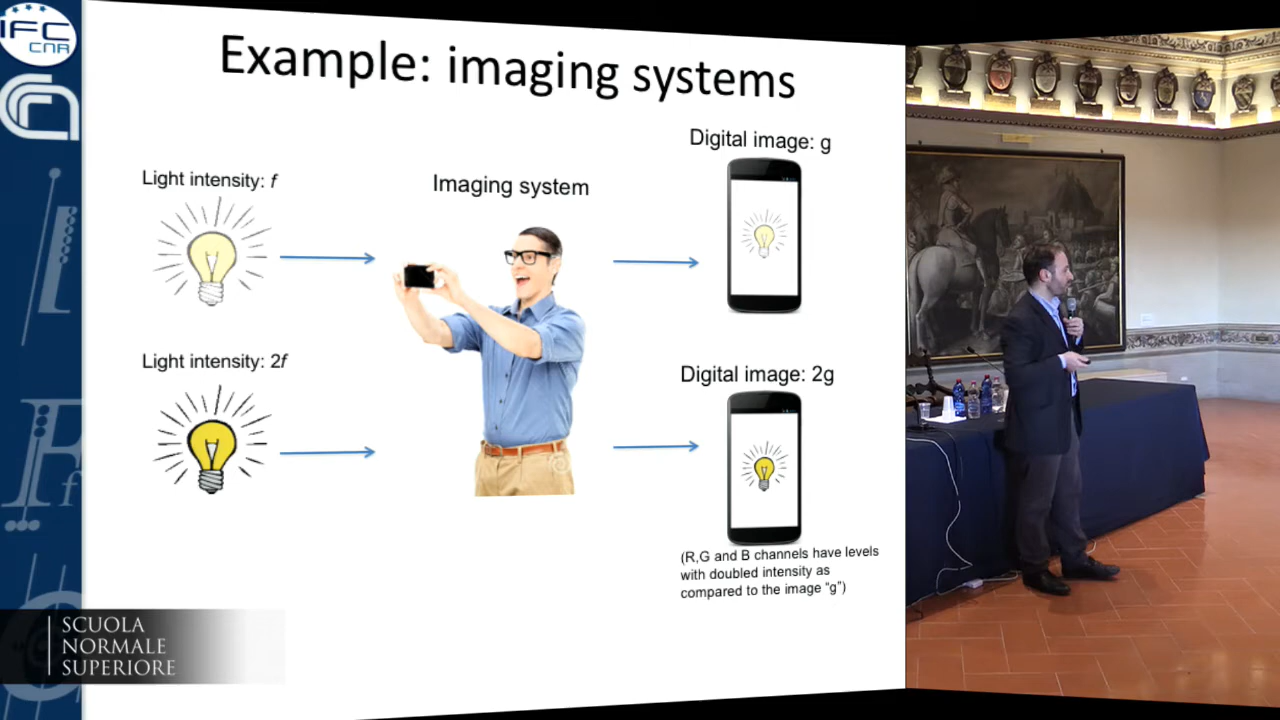 IFC
CNR
Example: imaging systems
Digital image: g
Light intensity: f
Imaging system
Light intensity: 2f
Digital image: 2g
(R,G and B channels have levels
with doubled intensity as
compared to the image “g”)
SCUOLA
NORMALE
SUPERIORE